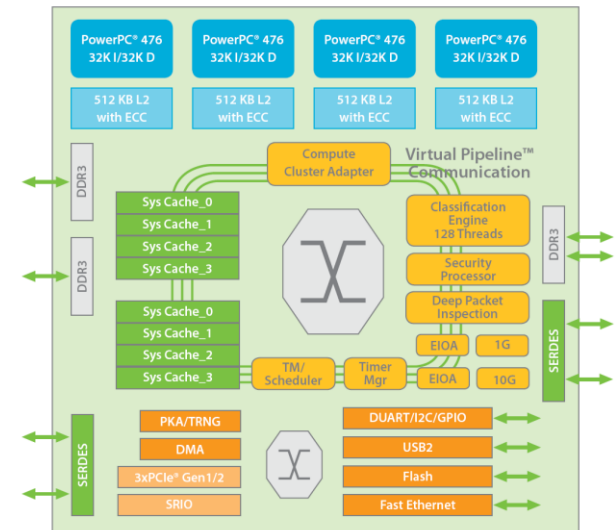 PowerPC® 476
32K I/32K D
PowerPC® 476
32K I/32K D
PowerPC® 476
32K I/32K D
PowerPC® 476
32K I/32K D
512 KB L2
with ECC
512 KB L2
with ECC
512 KB L2
with ECC
512 KB L2
with ECC
DDR3
DDR3
Compute
Cluster Adapter
Virtual Pipeline™
Communication
Sys Cache_0
Sys Cache_1
Sys Cache_2
Sys Cache_3
Sys Cache_0
Sys Cache_1
Sys Cache_2
Sys Cache_3
Classification
Engine
128 Threads
Security
Processor
Deep Packet
Inspection
EIOA
1G
EIOA
10G
TM/
Scheduler
Timer
Mgr
DDR3
SERDES
SERDES
PKA/TRNG
DMA
3xPCIe® Gen1/2
SRIO
DUART/I2C/GPIO
USB2
Flash
Fast Ethernet